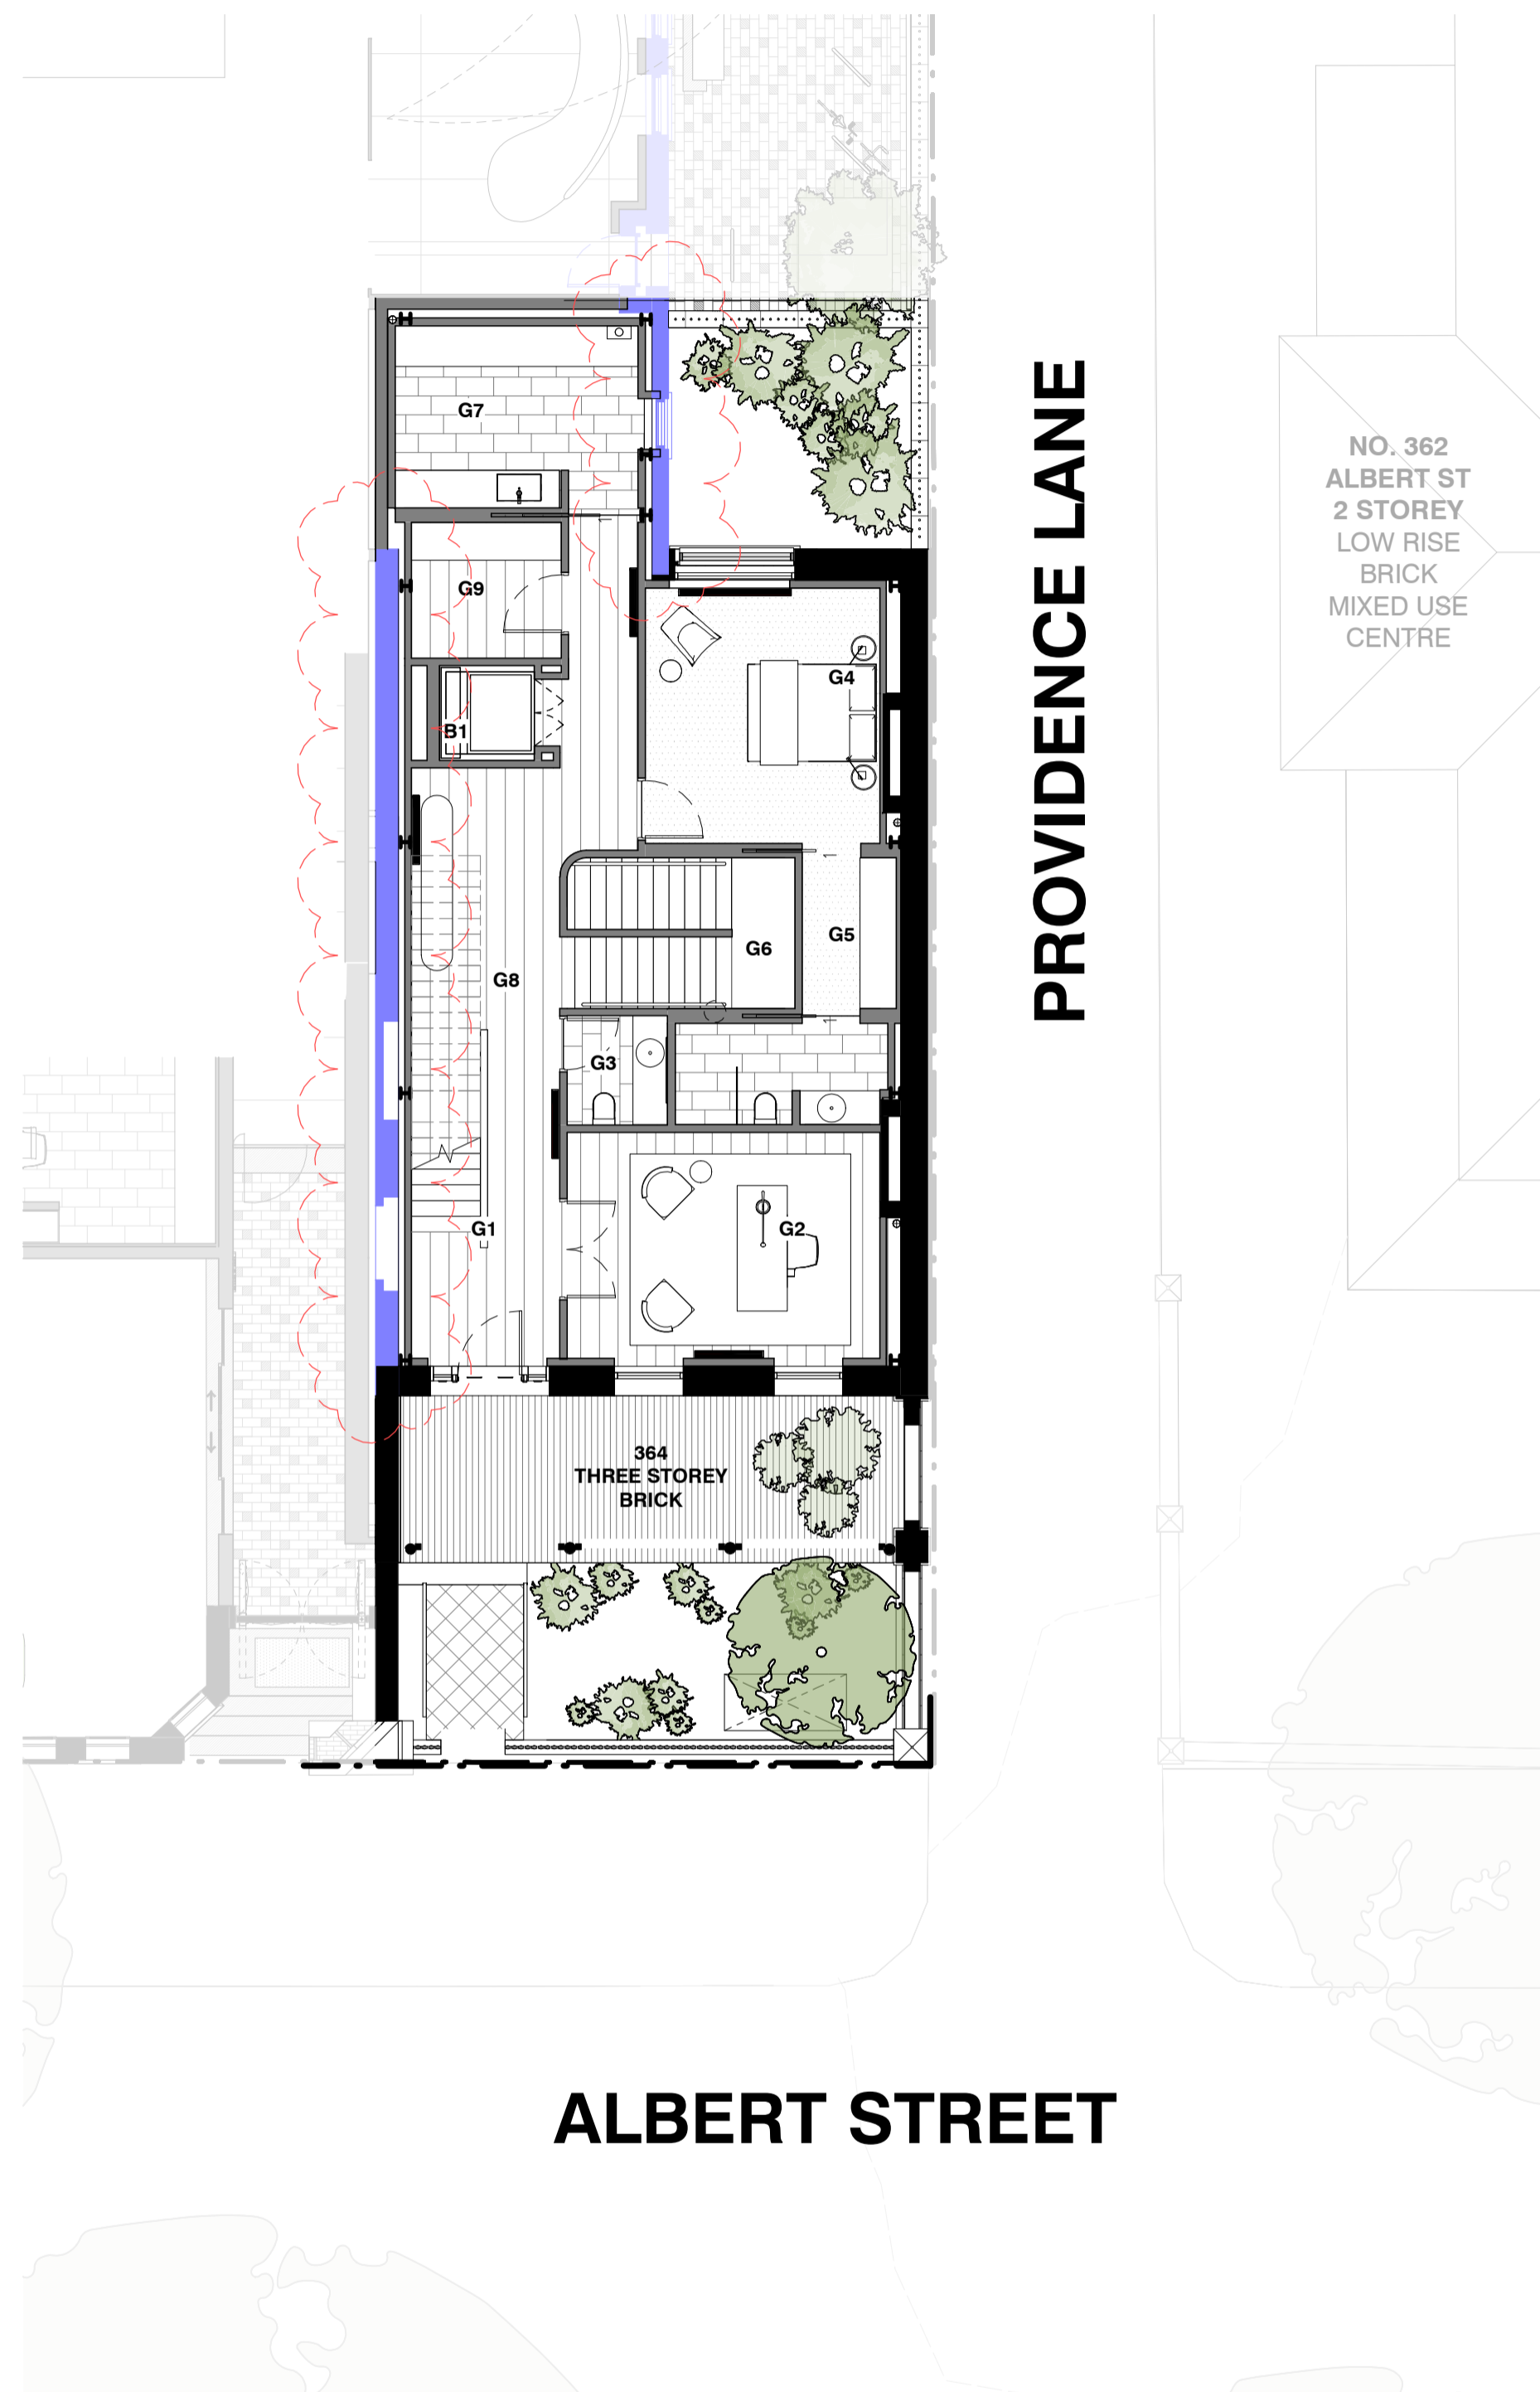 G7
PROVIDENCE LANE
NO. 362
ALBERT ST
2 STOREY
LOW RISE
BRICK
MIXED USE
CENTRE
G9
G4
B1
G5
G6
G8
G3
G1
G2
364
THREE STOREY
BRICK
ALBERT STREET